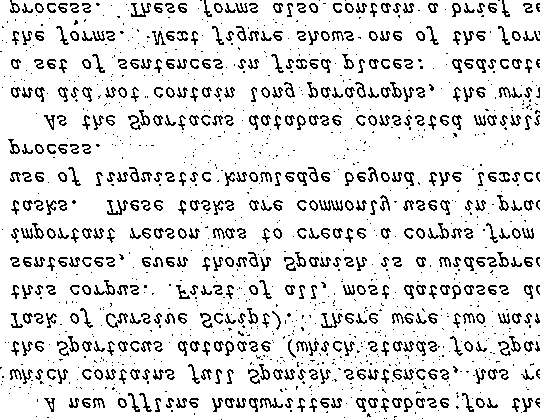 A new offline handwritten database for the
which contains full Spanish sentences, has re
the Spartacus database (which stands for Span
Task of Cursive Script). There were two main
this corpus. First of all, most databases do
sentences, even though Spanish is a widesprea
important reason was to create a corpus from
tasks. These tasks are commonly used in prac
use of linguistic knowledge beyond the lexico
process.
As the Spartacus database consisted mainly
and did not contain long paragraphs, the writ
a set of sentences in fixed places: dedicate
the forms. Next figure shows one of the form
process. These forms also contain a brief se